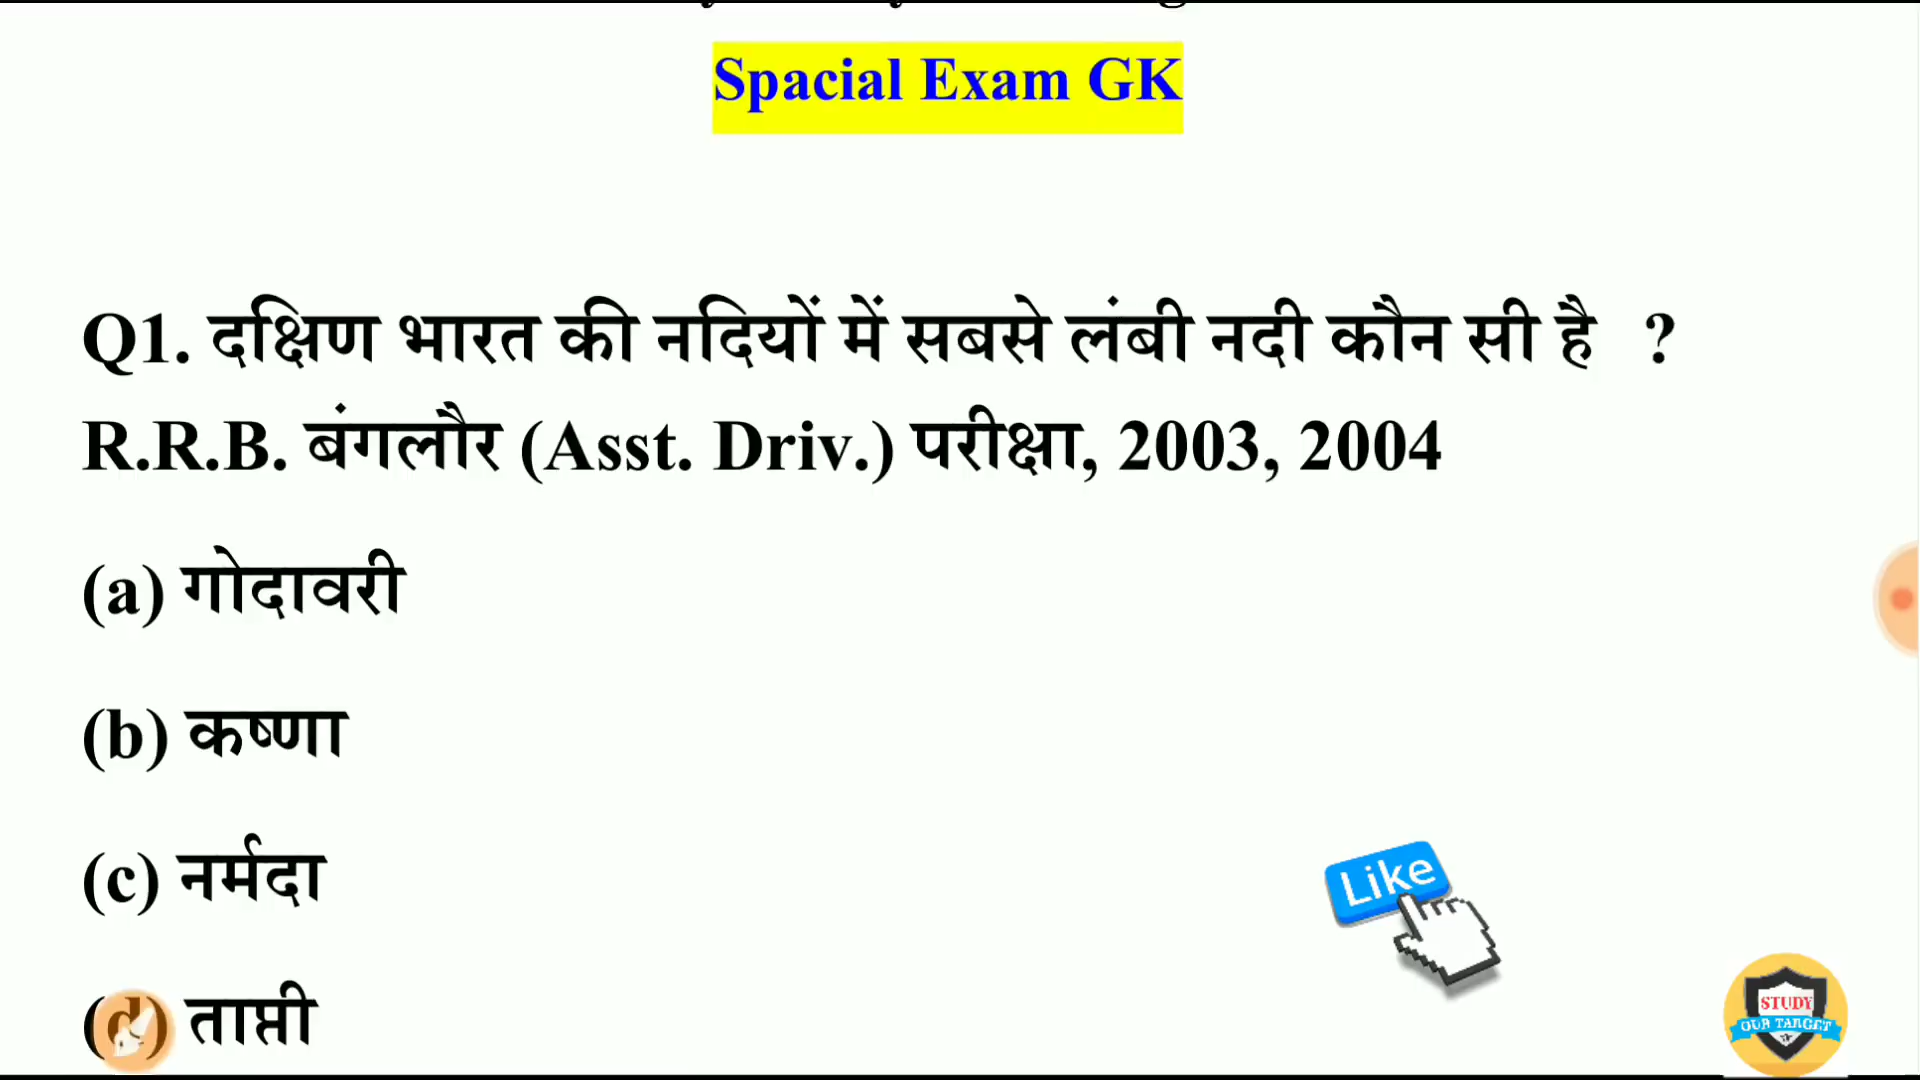 Spacial Exam GK
Q1. दक्षिण भारत की नदियों में सबसे लंबी नदी कौन सी है ?
R.R.B. बंगलौर (Asst. Driv.) परीक्षा, 2003, 2004
(a) गोदावरी
(b) कष्णा
(c) नर्मदा
Like
(d) ताप्ती
STUDY
OUR TARGET